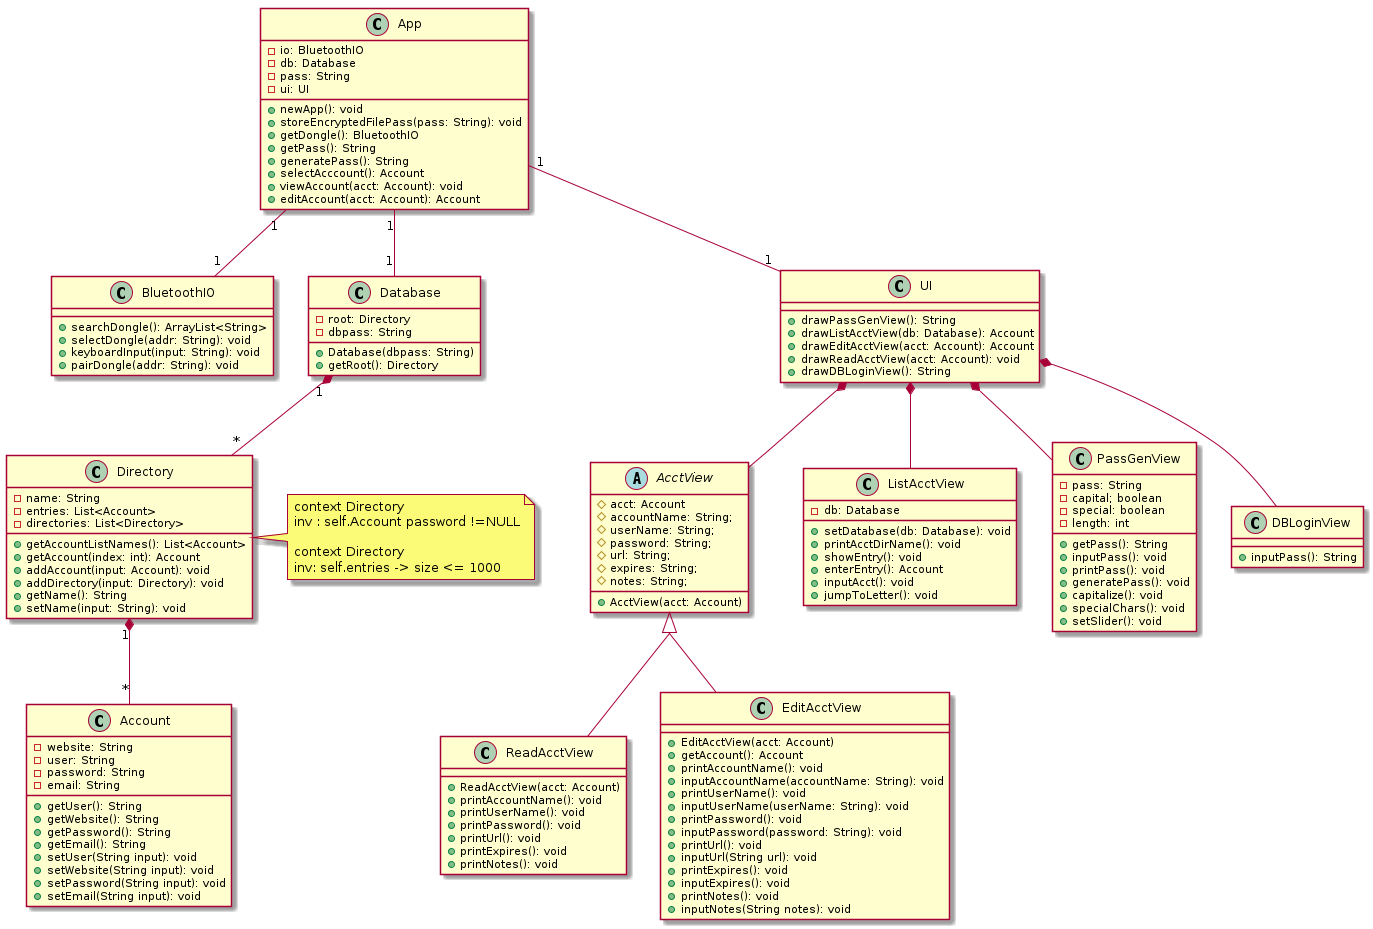 C App
io: BluetoothIO
db: Database
pass: String
ui: UI
newApp(): void
storeEncryptedFilePass(pass: String): void
getDongle(): BluetoothIO
getPass(): String
generatePass(): String
selectAcccount(): Account
viewAccount(acct: Account): void
editAccount(acct: Account): Account
1
1
1
1
1
1
C BluetoothIO
searchDongle(): ArrayList<String>
selectDongle(addr: String): void
keyboardInput(input: String): void
pairDongle(addr: String): void
C Database
root: Directory
dbpass: String
Database(dbpass: String)
getRoot(): Directory
C UI
drawPassGenView(): String
drawListAcctView(db: Database): Account
drawEditAcctView(acct: Account): Account
drawReadAcctView(acct: Account): void
drawDBLoginView(): String
1
*
C Directory
name: String
entries: List<Account>
directories: List<Directory>
getAccountListNames(): List<Account>
getAccount(index: int): Account
addAccount(input: Account): void
addDirectory(input: Directory): void
getName(): String
setName(input: String): void
context Directory
inv : self.Account password !=NULL
context Directory
inv: self.entries -> size <= 1000
A AcctView
acct: Account
accountName: String;
userName: String;
password: String;
url: String;
expires: String;
notes: String;
AcctView(acct: Account)
C ListAcctView
db: Database
setDatabase(db: Database): void
printAcctDirName(): void
showEntry(): void
enterEntry(): Account
inputAcct(): void
jumpToLetter(): void
C PassGenView
pass: String
capital; boolean
special: boolean
length: int
getPass(): String
inputPass(): void
printPass(): void
generatePass(): void
capitalize(): void
specialChars(): void
setSlider(): void
C DBLoginView
inputPass(): String
1
*
C Account
website: String
user: String
password: String
email: String
getUser(): String
getWebsite(): String
getPassword(): String
getEmail(): String
setUser(String input): void
setWebsite(String input): void
setPassword(String input): void
setEmail(String input): void
C ReadAcctView
ReadAcctView(acct: Account)
printAccountName(): void
printUserName(): void
printPassword(): void
printUrl(): void
printExpires(): void
printNotes(): void
C EditAcctView
EditAcctView(acct: Account)
getAccount(): Account
printAccountName(): void
inputAccountName(accountName: String): void
printUserName(): void
inputUserName(userName: String): void
printPassword(): void
inputPassword(password: String): void
printUrl(): void
inputUrl(String url): void
printExpires(): void
inputExpires(): void
printNotes(): void
inputNotes(String notes): void